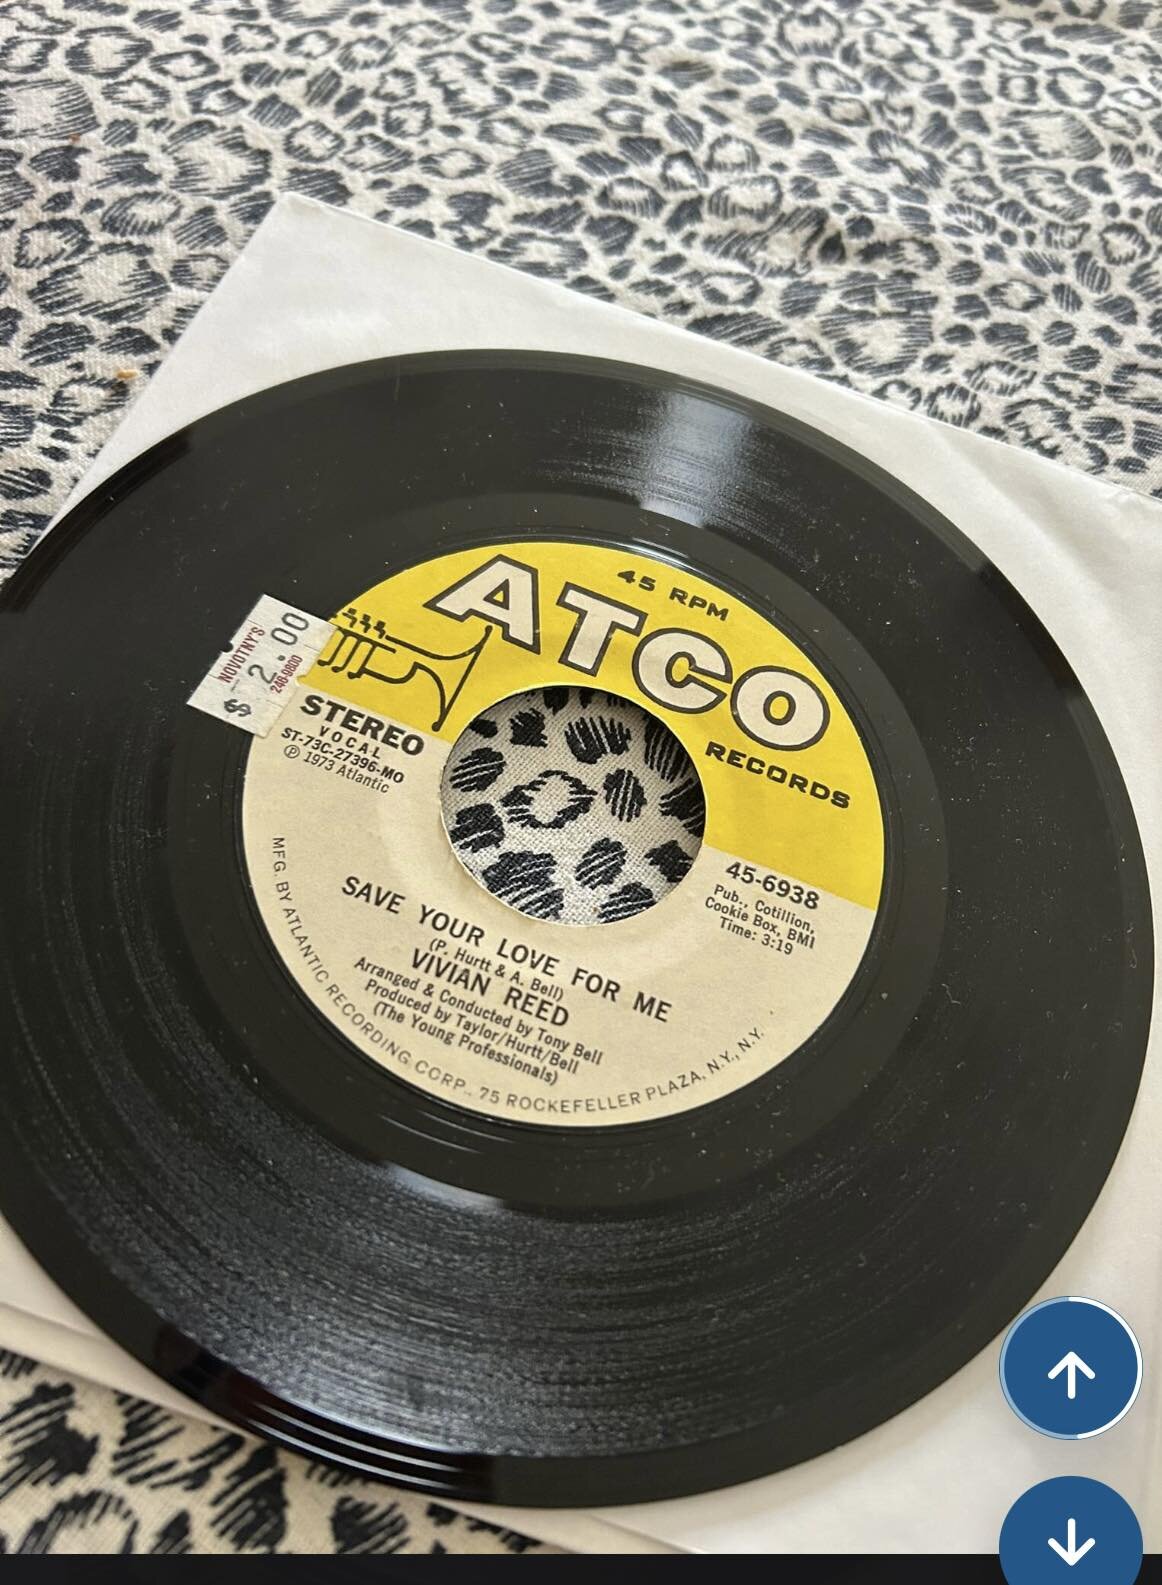 45 RPM
ATCO
RECORDS
NOVOTNY'S
$ 2.00
246-0800
STEREO
VOCAL
ST-73C-27396-MO
Ⓟ 1973 Atlantic
45-6938
Pub., Cotillion,
Cookie Box, BMI
Time: 3:19
SAVE YOUR LOVE FOR ME
(P. Hurtt & A. Bell)
VIVIAN REED
Arranged & Conducted by Tony Bell
Produced by Taylor/Hurtt/Bell
(The Young Professionals)
MFG. BY ATLANTIC RECORDING CORP., 75 ROCKEFELLER PLAZA, N.Y., N.Y.